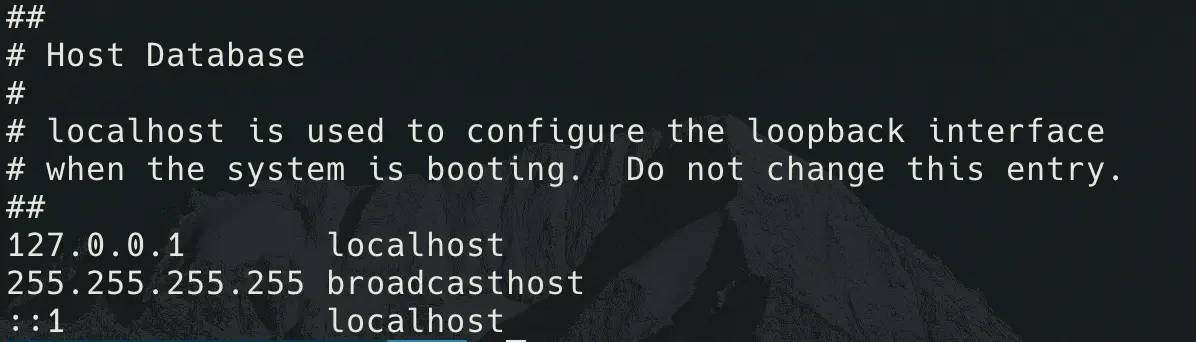 ##
# Host Database
#
# localhost is used to configure the loopback interface
# when the system is booting.  Do not change this entry.
##
127.0.0.1       localhost
255.255.255.255 broadcasthost
::1             localhost